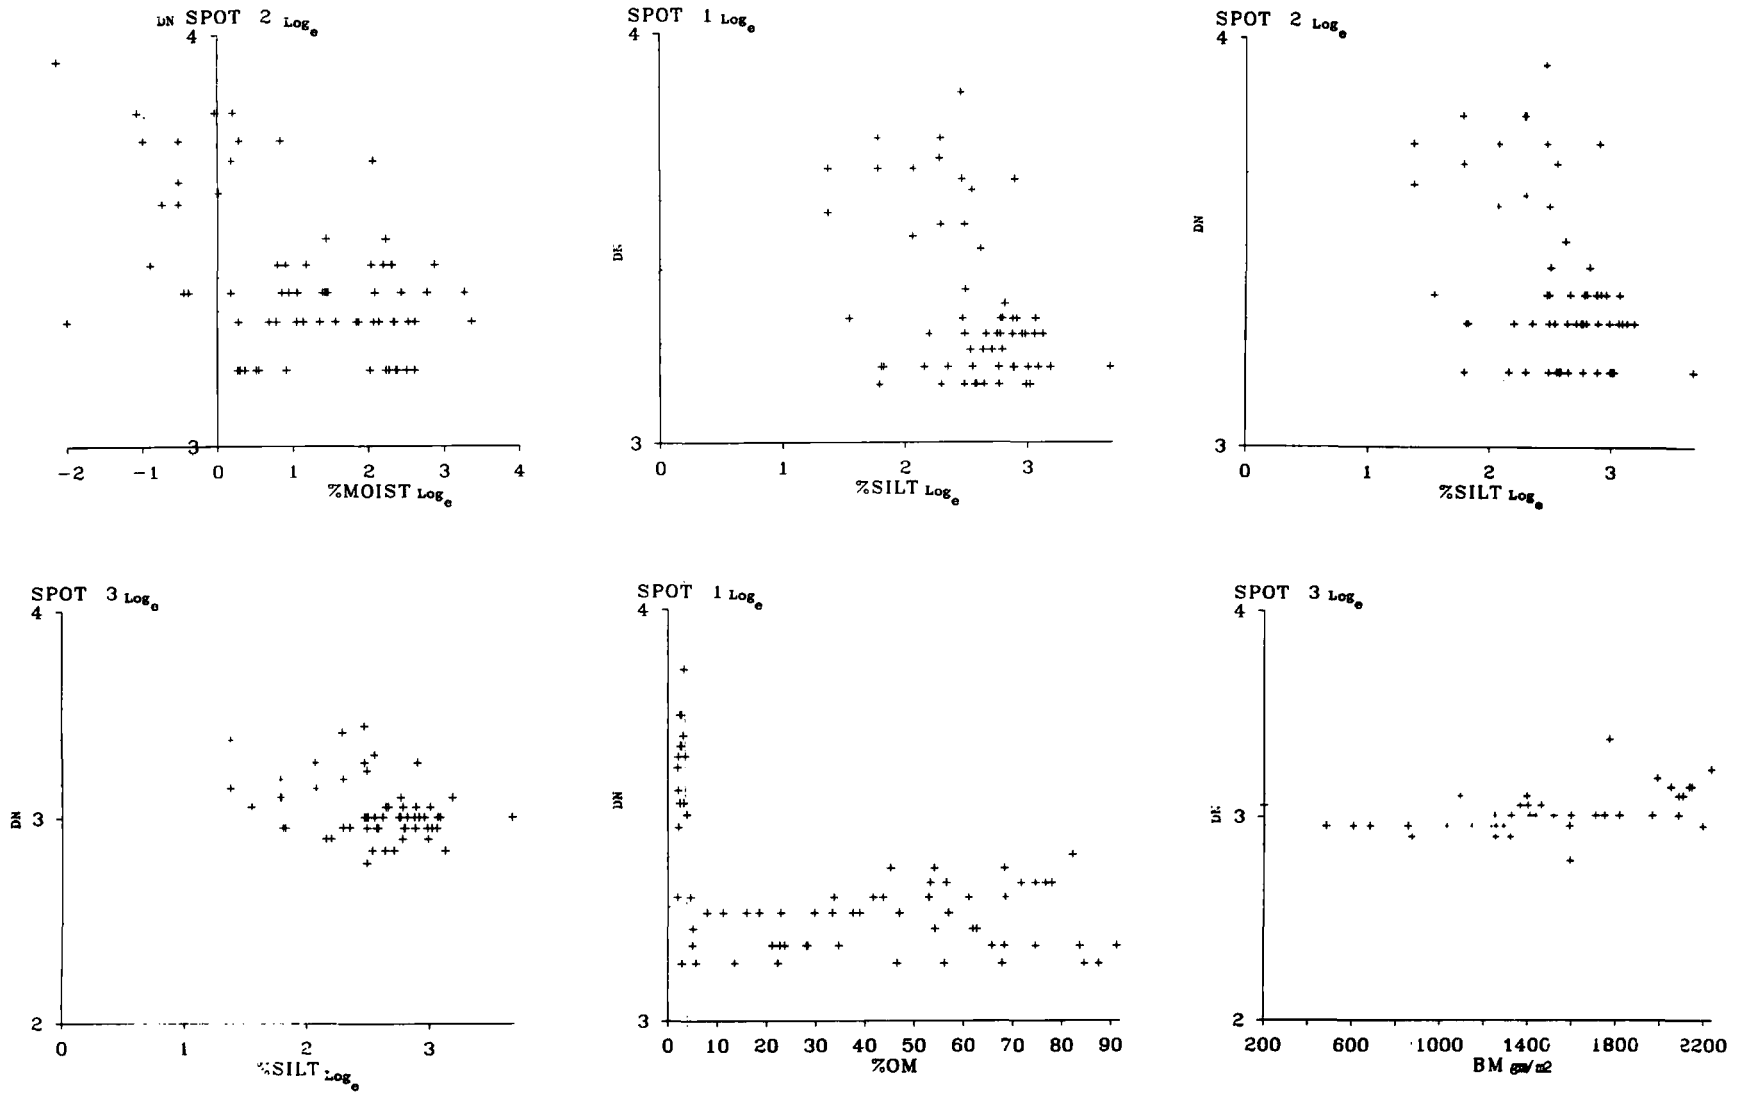 DN SPOT 2 Loge
4
3
-2 -1 0 1 2 3 4
%MOIST Loge
SPOT 1 Loge
4
DN
3
0 1 2 3
%SILT Loge
SPOT 2 Loge
4
DN
3
0 1 2 3
%SILT Loge
SPOT 3 Loge
4
DN
3
2
0 1 2 3
%SILT Loge
SPOT 1 Loge
4
DN
3
0 10 20 30 40 50 60 70 80 90
%OM
SPOT 3 Loge
4
DN
3
2
200 600 1000 1400 1800 2200
BM gm/m2